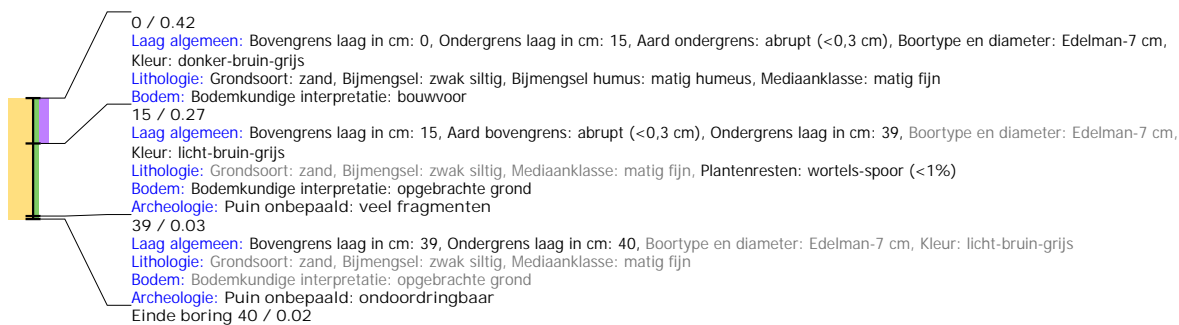 0 / 0.42
Laag algemeen: Bovengrens laag in cm: 0, Ondergrens laag in cm: 15, Aard ondergrens: abrupt (<0,3 cm), Boortype en diameter: Edelman-7 cm,
Kleur: donker-bruin-grijs
Lithologie: Grondsoort: zand, Bijmengsel: zwak siltig, Bijmengsel humus: matig humeus, Mediaanklasse: matig fijn
Bodem: Bodemkundige interpretatie: bouwvoor
15 / 0.27
Laag algemeen: Bovengrens laag in cm: 15, Aard bovengrens: abrupt (<0,3 cm), Ondergrens laag in cm: 39, Boortype en diameter: Edelman-7 cm,
Kleur: licht-bruin-grijs
Lithologie: Grondsoort: zand, Bijmengsel: zwak siltig, Mediaanklasse: matig fijn, Plantenresten: wortels-spoor (<1%)
Bodem: Bodemkundige interpretatie: opgebrachte grond
Archeologie: Puin onbepaald: veel fragmenten
39 / 0.03
Laag algemeen: Bovengrens laag in cm: 39, Ondergrens laag in cm: 40, Boortype en diameter: Edelman-7 cm, Kleur: licht-bruin-grijs
Lithologie: Grondsoort: zand, Bijmengsel: zwak siltig, Mediaanklasse: matig fijn
Bodem: Bodemkundige interpretatie: opgebrachte grond
Archeologie: Puin onbepaald: ondoordringbaar
Einde boring 40 / 0.02